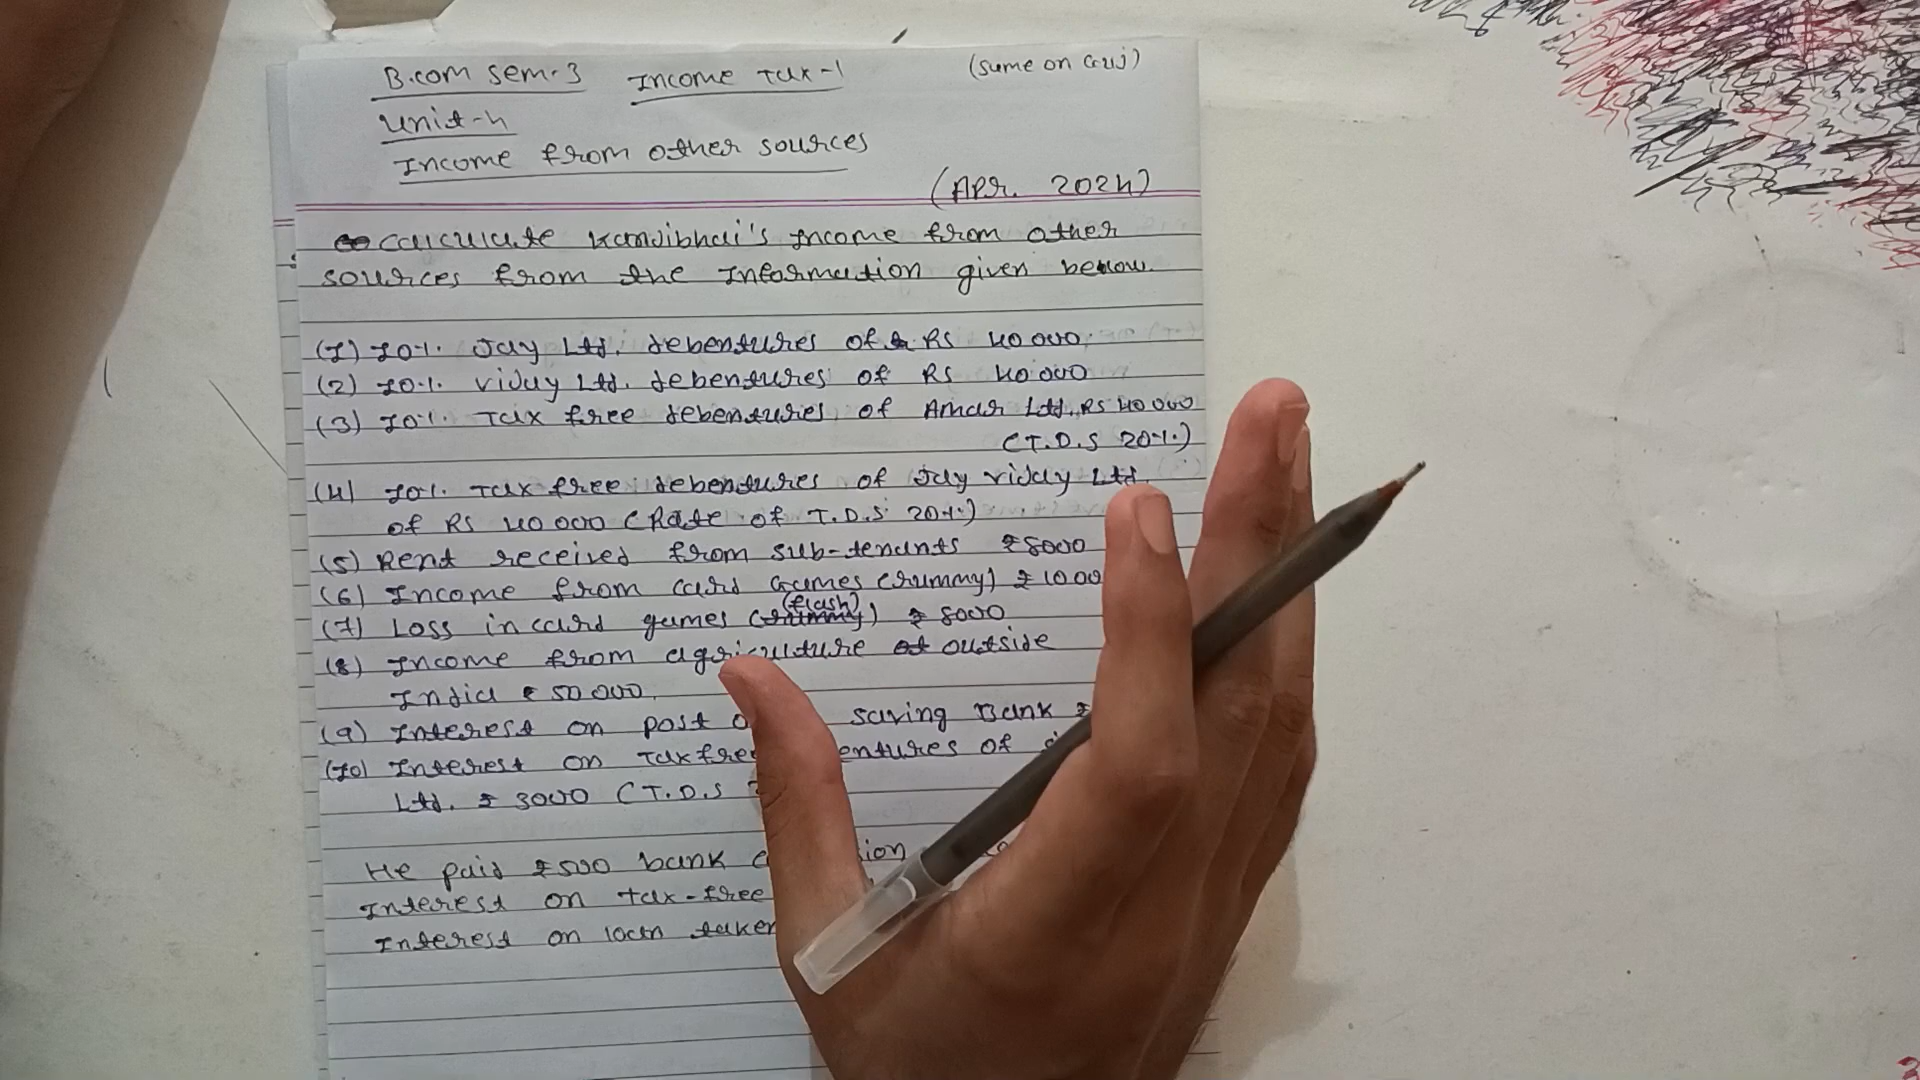 B.com sem.3 Income Tax-1 (same on Guj)
Unit-4
Income from other sources
(Apr. 2024)
calculate kanjibhai's Income from other
sources from the Information given below.
(1) 10%. Jay Ltd. debentures of Rs 40000.
(2) 10%. vijay Ltd. debentures of Rs 40000
(3) 10%. Tax free debentures of Amar Ltd. Rs 40000
(T.D.S 20%.)
(4) 10%. Tax free debentures of Jay vijay Ltd.
of Rs 40000 (Rate of T.D.S 20%.)
(5) Rent received from sub-tenants ₹8000
(6) Income from card Games (rummy) ₹
(7) Loss in card games (flash) ₹ 8000
(8) Income from agriculture outside
India ₹ 50000.
(9) Interest on post saving Bank ₹
(10) Interest on Tax free of
Ltd. ₹ 3000 (T.D.S
He paid ₹500 bank
Interest on tax-free
Interest on loan taken